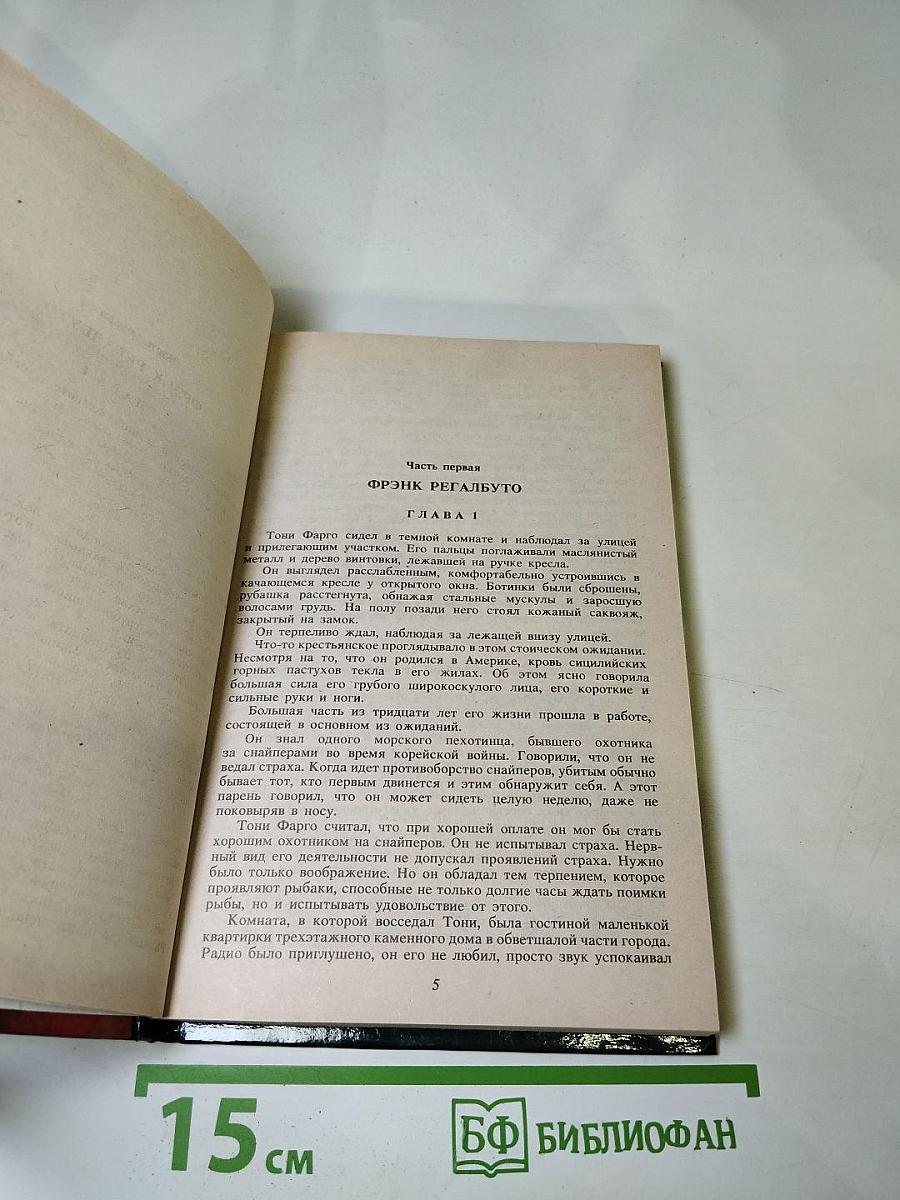 Часть первая
ФРЭНК РЕГАЛБУТО
ГЛАВА 1
Тони Фарго сидел в темной комнате и наблюдал за улицей
и прилегающим участком. Его пальцы поглаживали маслянистый
металл и дерево винтовки, лежавшей на ручке кресла.
Он выглядел расслабленным, комфортабельно устроившись в
качающемся кресле у открытого окна. Ботинки были сброшены,
рубашка расстегнута, обнажая стальные мускулы и заросшую
волосами грудь. На полу позади него стоял кожаный саквояж,
закрытый на замок.
Он терпеливо ждал, наблюдая за лежащей внизу улицей.
Что-то крестьянское проглядывало в этом стоическом ожидании.
Несмотря на то, что он родился в Америке, кровь сицилийских
горных пастухов текла в его жилах. Об этом ясно говорила
большая сила его грубого широкоскулого лица, его короткие и
сильные руки и ноги.
Большая часть из тридцати лет его жизни прошла в работе,
состоящей в основном из ожиданий.
Он знал одного морского пехотинца, бывшего охотника
за снайперами во время корейской войны. Говорили, что он не
ведал страха. Когда идет противоборство снайперов, убитым обычно
бывает тот, кто первым двинется и этим обнаружит себя. А этот
парень говорил, что он может сидеть целую неделю, даже не
поковыряв в носу.
Тони Фарго считал, что при хорошей оплате он мог бы стать
хорошим охотником на снайперов. Он не испытывал страха. Нерв-
ный вид его деятельности не допускал проявлений страха. Нужно
было только воображение. Но он обладал тем терпением, которое
проявляют рыбаки, способные не только долгие часы ждать поимки
рыбы, но и испытывать удовольствие от этого.
Комната, в которой восседал Тони, была гостиной маленькой
квартирки трехэтажного каменного дома в обветшалой части города.
Радио было приглушено, он его не любил, просто звук успокаивал
5
15 см
БФ БИБЛИОФАН